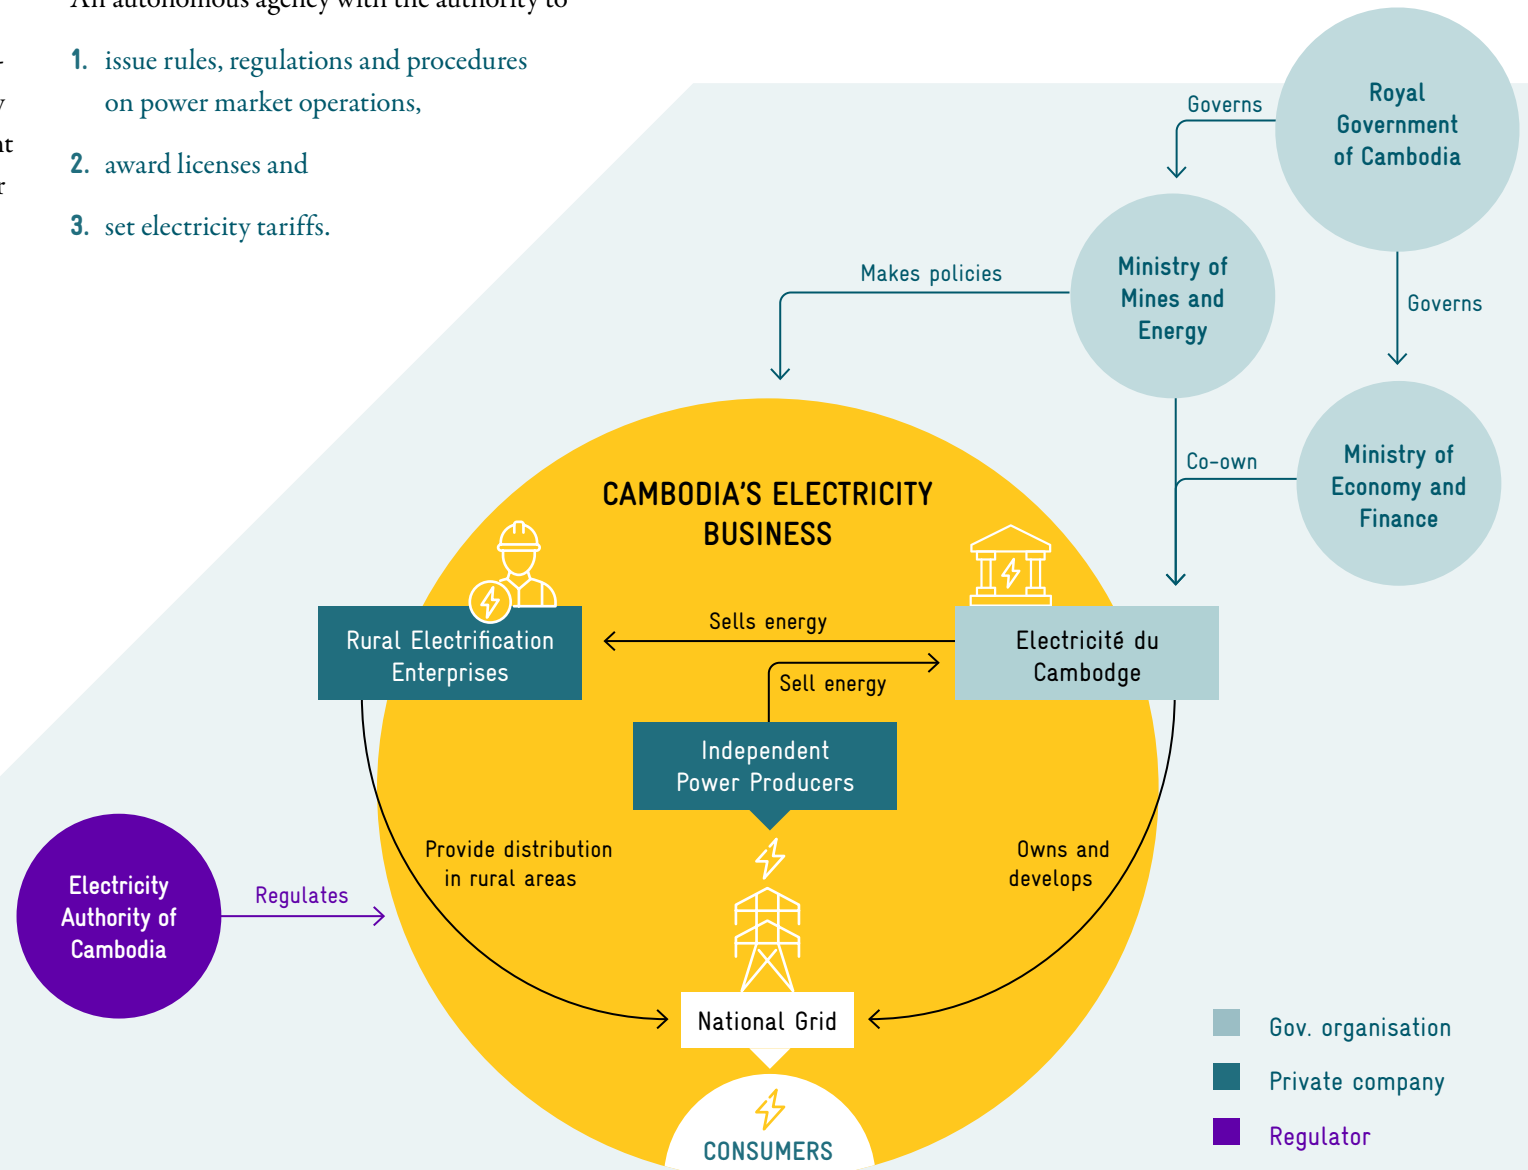 An autonomous agency with the authority to
1. issue rules, regulations and procedures
on power market operations,
2. award licenses and
3. set electricity tariffs.
Royal
Government
of Cambodia
Governs
Governs
Ministry of
Mines and
Energy
Makes policies
Ministry of
Economy and
Finance
Co-own
CAMBODIA'S ELECTRICITY
BUSINESS
Rural Electrification
Enterprises
Sells energy
Electricité du
Cambodge
Sell energy
Independent
Power Producers
Provide distribution
in rural areas
Owns and
develops
Electricity
Authority of
Cambodia
Regulates
National Grid
CONSUMERS
Gov. organisation
Private company
Regulator